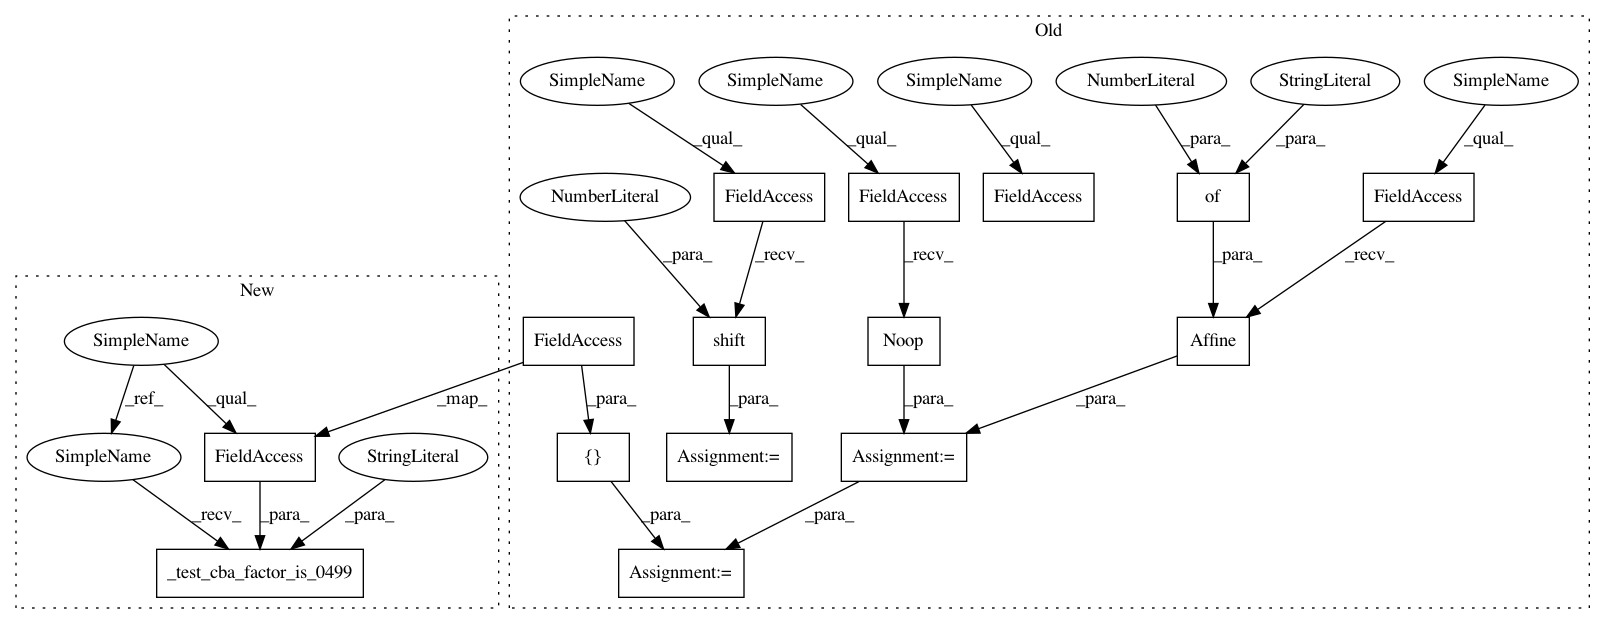 Old
SimpleName
SimpleName
SimpleName
NumberLiteral
StringLiteral
SimpleName
_qual_
_qual_
_qual_
_para_
_para_
_qual_
NumberLiteral
FieldAccess
FieldAccess
FieldAccess
of
FieldAccess
_para_
_recv_
_recv_
_para_
_recv_
New
SimpleName
FieldAccess
shift
Noop
Affine
_ref_
_qual_
_map_
_para_
_para_
_para_
_para_
SimpleName
FieldAccess
StringLiteral
{}
Assignment:=
Assignment:=
_recv_
_para_
_para_
_para_
_para_
_test_cba_factor_is_0499
Assignment:=